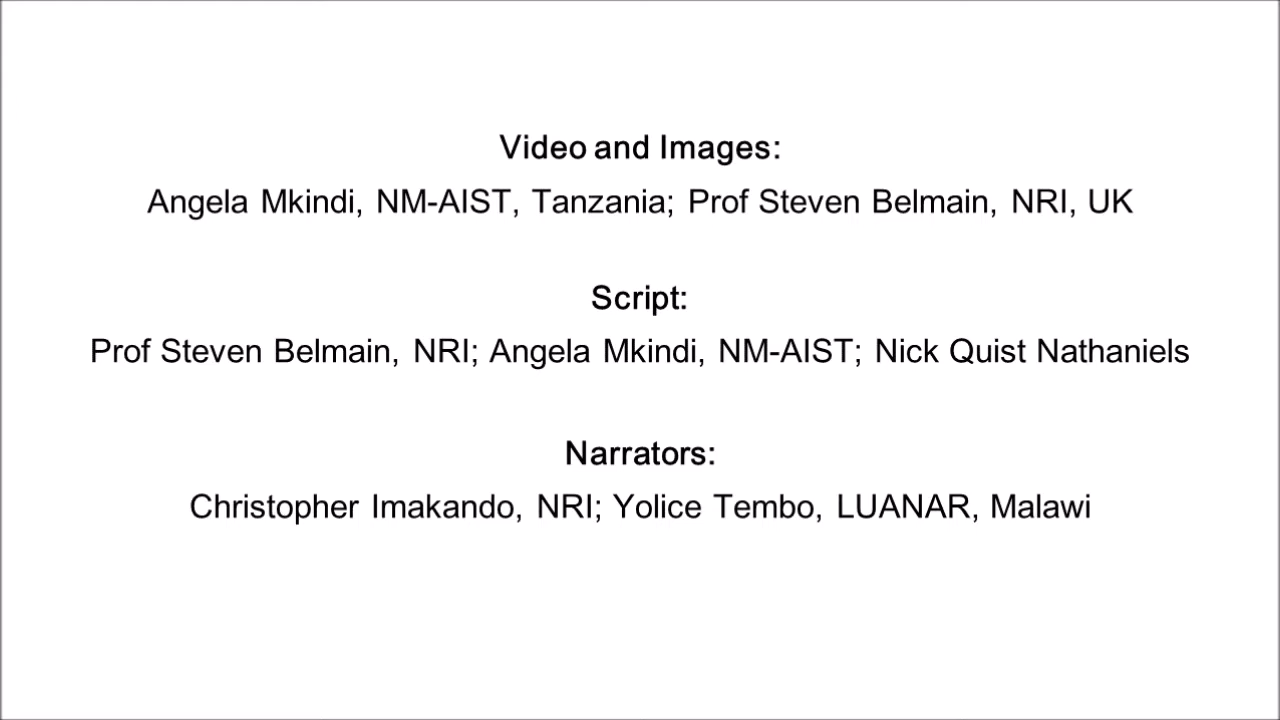 Video and Images:
Angela Mkindi, NM-AIST, Tanzania; Prof Steven Belmain, NRI, UK
Script:
Prof Steven Belmain, NRI; Angela Mkindi, NM-AIST; Nick Quist Nathaniels
Narrators:
Christopher Imakando, NRI; Yolice Tembo, LUANAR, Malawi